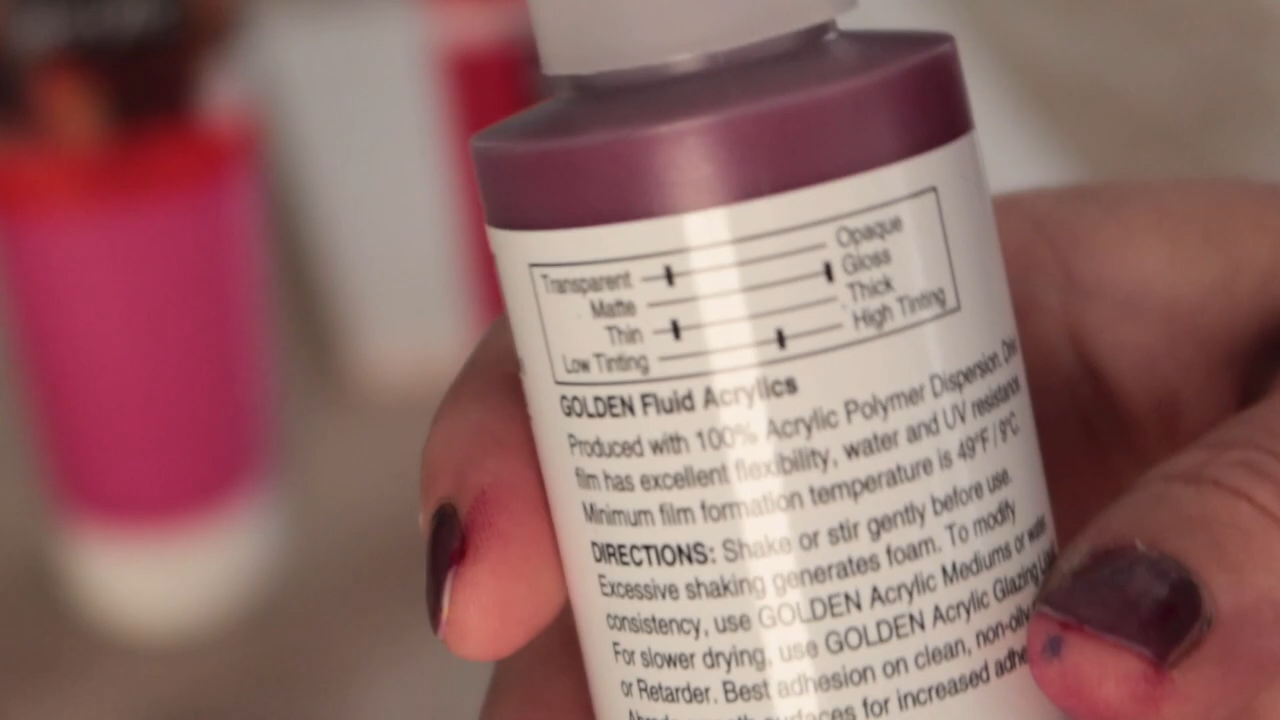 Transparent Opaque
Matte Gloss
Thin Thick
Low Tinting High Tinting
GOLDEN Fluid Acrylics
Produced with 100% Acrylic Polymer Dispersion.
film has excellent flexibility, water and UV resistance
Minimum film formation temperature is 49°F / 9°C
DIRECTIONS: Shake or stir gently before use.
Excessive shaking generates foam. To modify
consistency, use GOLDEN Acrylic Mediums or water
For slower drying, use GOLDEN Acrylic Glazing
or Retarder. Best adhesion on clean, non-oily
surfaces for increased